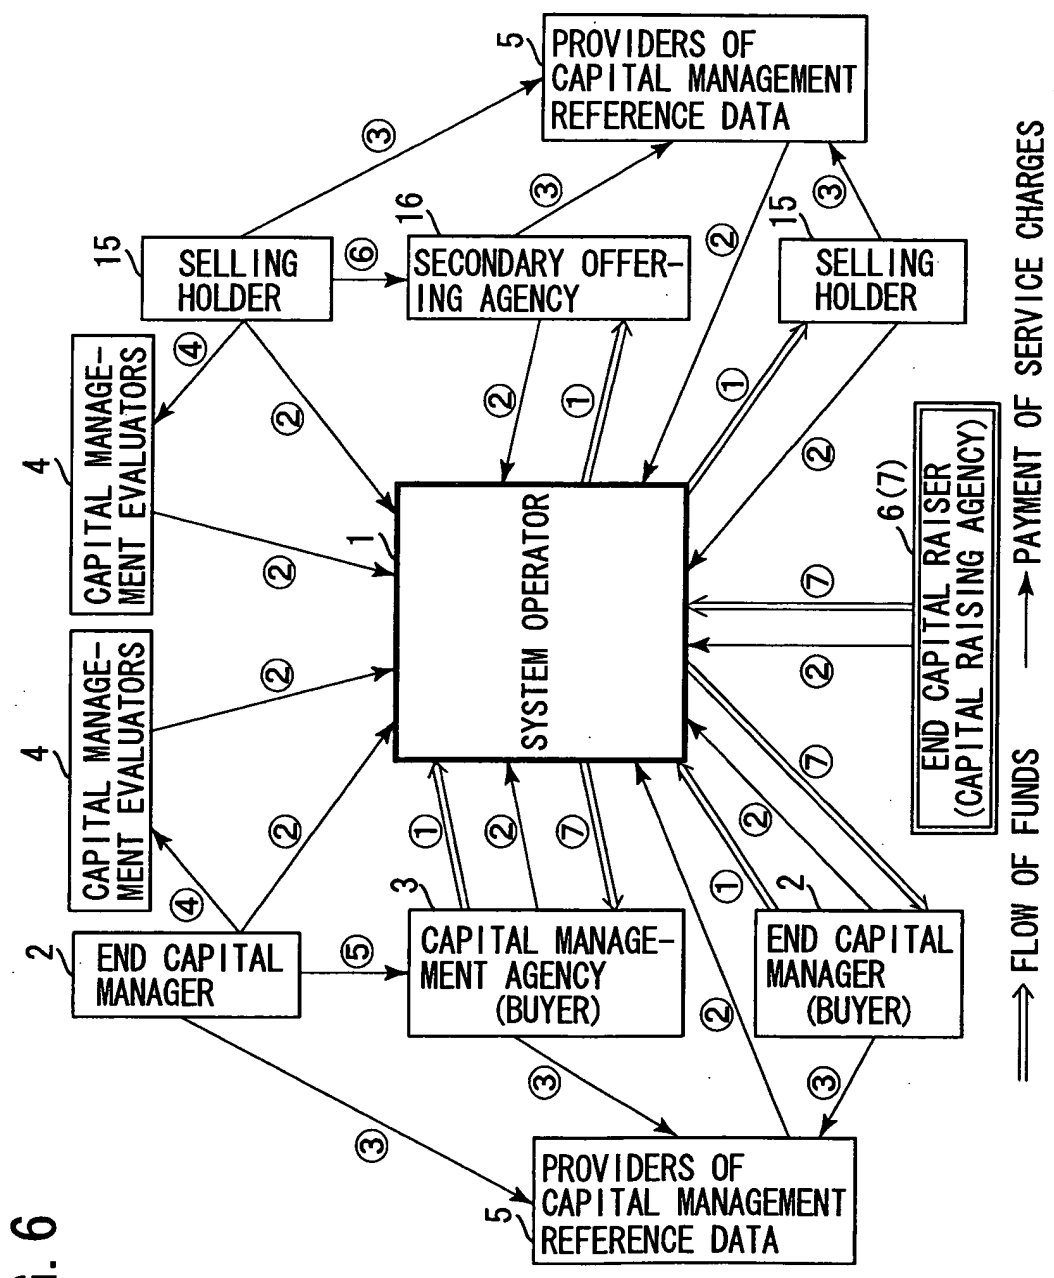 G. 6
2
END CAPITAL
MANAGER
4
CAPITAL MANAGE-
MENT EVALUATORS
4
CAPITAL MANAGE-
MENT EVALUATORS
15
SELLING
HOLDER
④
②
②
②
②
④
③
⑤
⑥
③
3
CAPITAL MANAGE-
MENT AGENCY
(BUYER)
①
②
⑦
1
SYSTEM OPERATOR
②
①
16
SECONDARY OFFER-
ING AGENCY
5
PROVIDERS OF
CAPITAL MANAGEMENT
REFERENCE DATA
③
②
③
②
5
PROVIDERS OF
CAPITAL MANAGEMENT
REFERENCE DATA
③
2
END CAPITAL
MANAGER
(BUYER)
①
②
⑦
②
⑦
①
②
15
SELLING
HOLDER
③
6(7)
END CAPITAL RAISER
(CAPITAL RAISING AGENCY)
FLOW OF FUNDS
PAYMENT OF SERVICE CHARGES